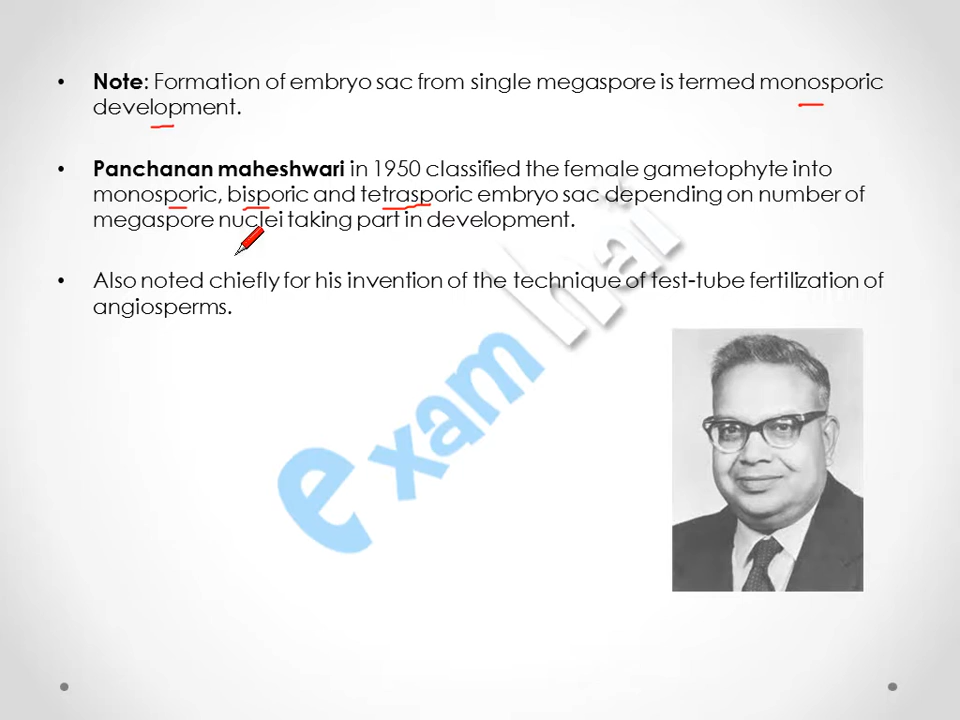 • Note: Formation of embryo sac from single megaspore is termed monosporic
development.
• Panchanan maheshwari in 1950 classified the female gametophyte into
monosporic, bisporic and tetrasporic embryo sac depending on number of
megaspore nuclei taking part in development.
• Also noted chiefly for his invention of the technique of test-tube fertilization of
angiosperms.
exam hai